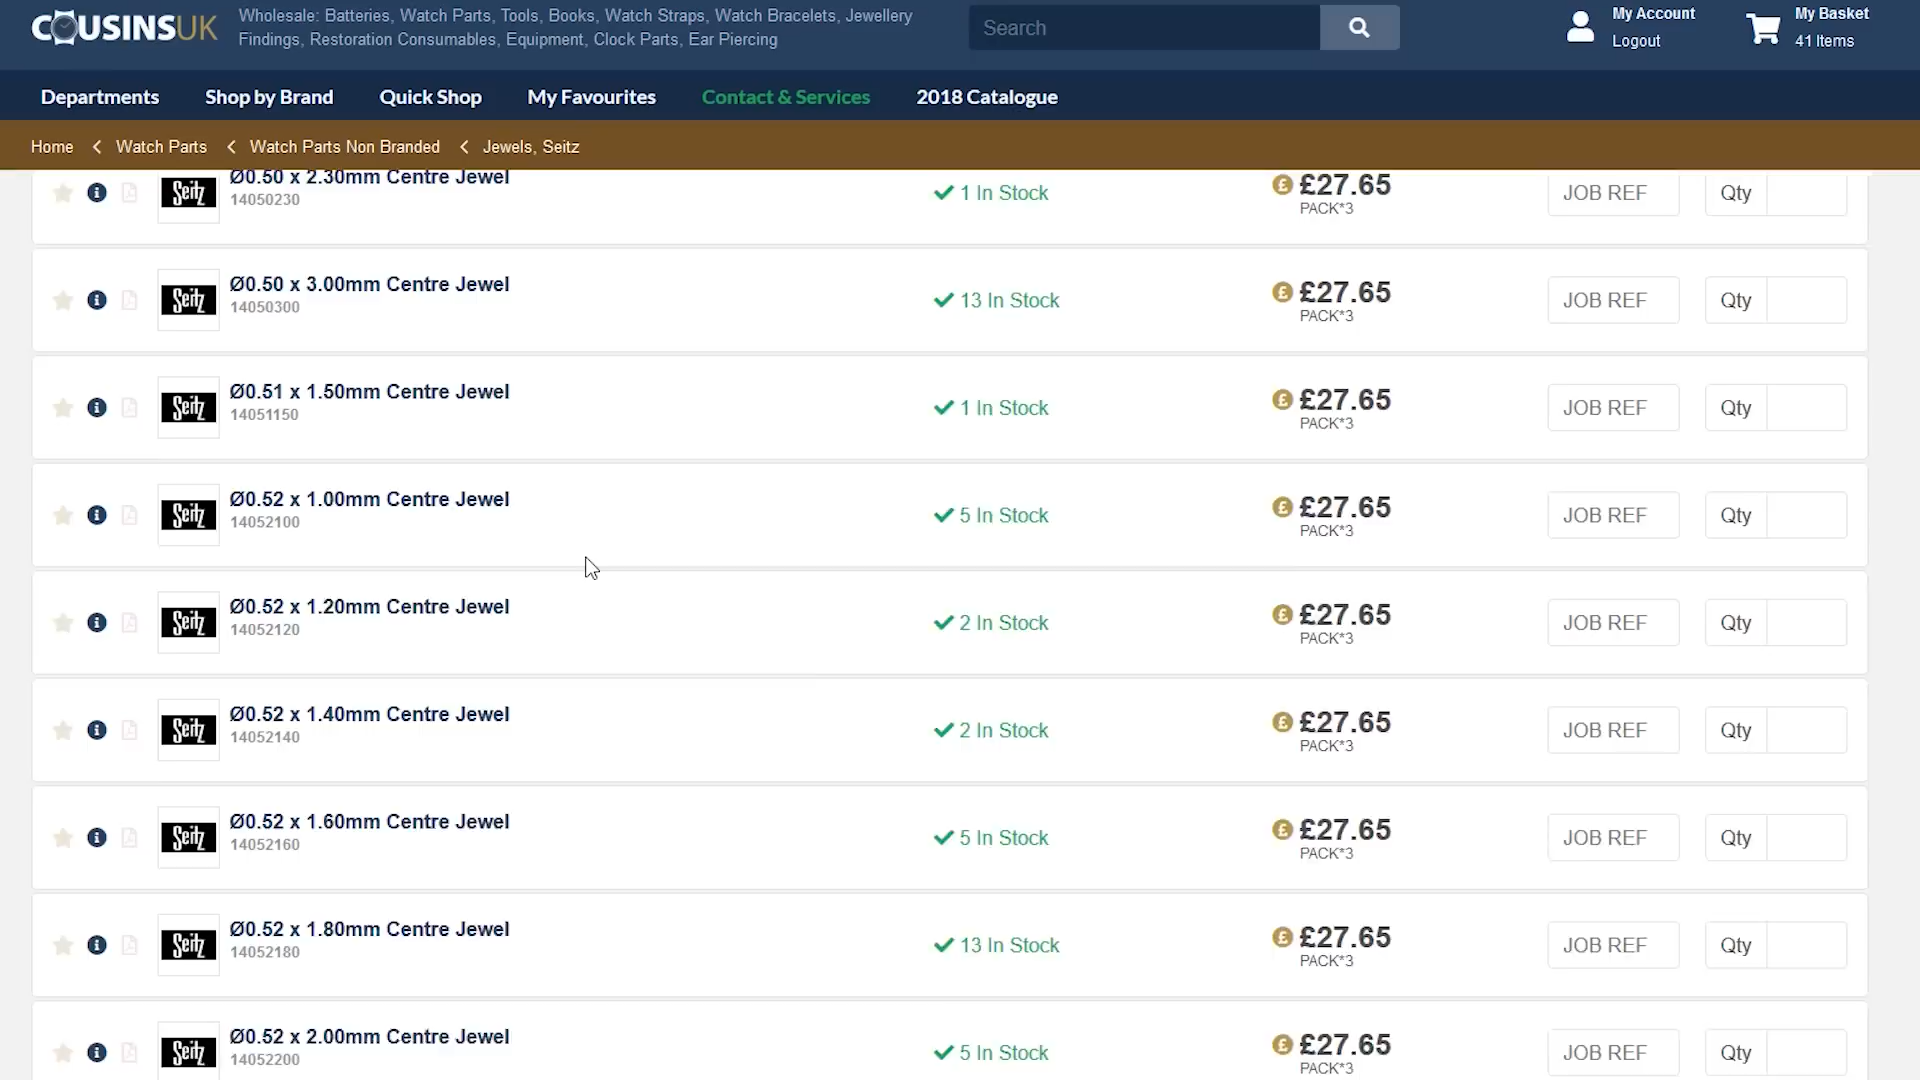 COUSINSUK
Wholesale: Batteries, Watch Parts, Tools, Books, Watch Straps, Watch Bracelets, Jewellery
Findings, Restoration Consumables, Equipment, Clock Parts, Ear Piercing
Search
My Account
Logout
My Basket
41 Items
Departments
Shop by Brand
Quick Shop
My Favourites
Contact & Services
2018 Catalogue
Home
Watch Parts
Watch Parts Non Branded
Jewels, Seitz
Seitz
Ø0.50 x 2.30mm Centre Jewel
14050230
1 In Stock
£27.65
PACK*3
JOB REF
Qty
Seitz
Ø0.50 x 3.00mm Centre Jewel
14050300
13 In Stock
£27.65
PACK*3
JOB REF
Qty
Seitz
Ø0.51 x 1.50mm Centre Jewel
14051150
1 In Stock
£27.65
PACK*3
JOB REF
Qty
Seitz
Ø0.52 x 1.00mm Centre Jewel
14052100
5 In Stock
£27.65
PACK*3
JOB REF
Qty
Seitz
Ø0.52 x 1.20mm Centre Jewel
14052120
2 In Stock
£27.65
PACK*3
JOB REF
Qty
Seitz
Ø0.52 x 1.40mm Centre Jewel
14052140
2 In Stock
£27.65
PACK*3
JOB REF
Qty
Seitz
Ø0.52 x 1.60mm Centre Jewel
14052160
5 In Stock
£27.65
PACK*3
JOB REF
Qty
Seitz
Ø0.52 x 1.80mm Centre Jewel
14052180
13 In Stock
£27.65
PACK*3
JOB REF
Qty
Seitz
Ø0.52 x 2.00mm Centre Jewel
14052200
5 In Stock
£27.65
PACK*3
JOB REF
Qty